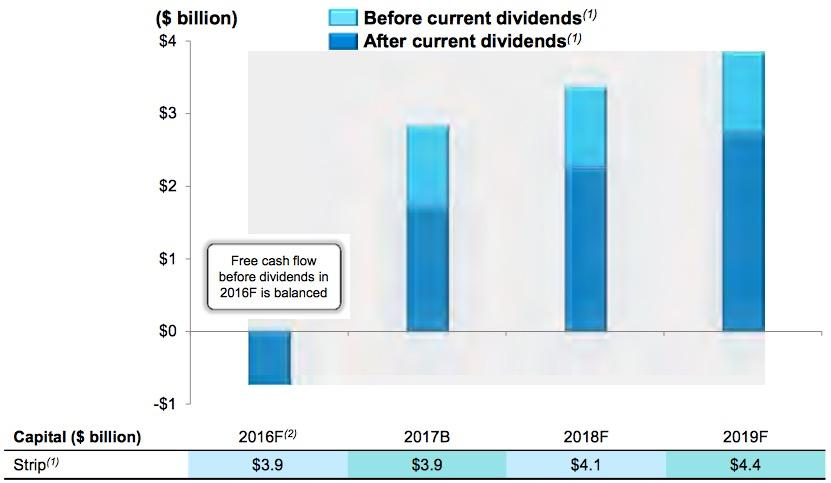 ($ billion)
Before current dividends(1)
After current dividends(1)
$4
$3
$2
$1
$0
-$1
Free cash flow
before dividends in
2016F is balanced
Capital ($ billion) 2016F(2) 2017B 2018F 2019F
Strip(1) $3.9 $3.9 $4.1 $4.4